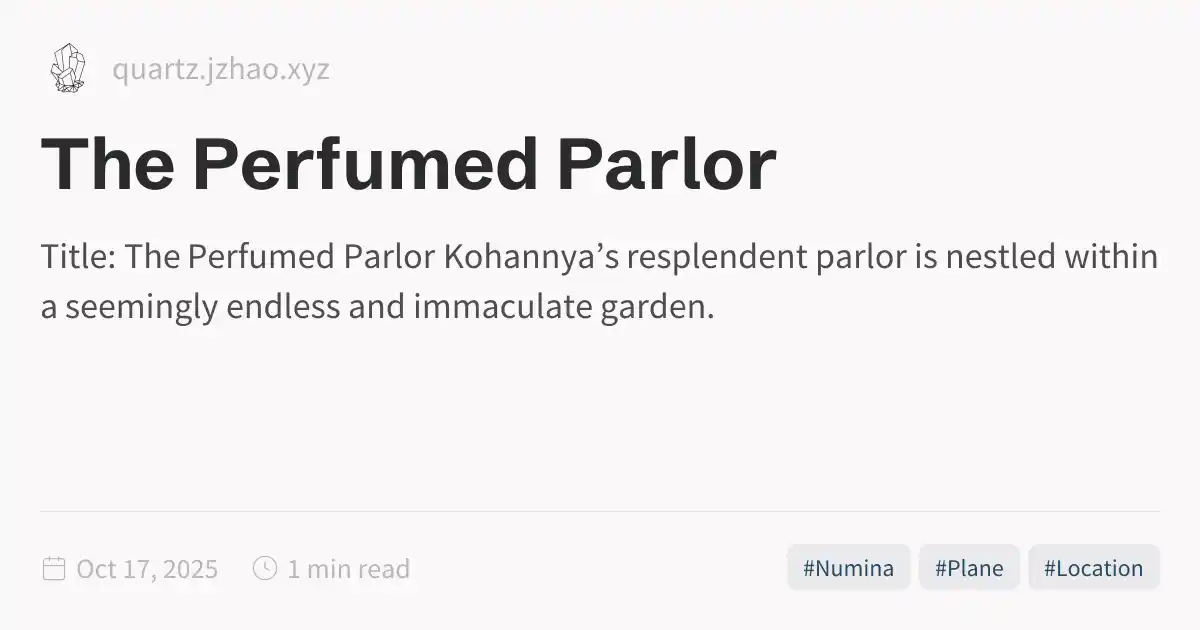 quartz.jzhao.xyz
The Perfumed Parlor
Title: The Perfumed Parlor Kohannya’s resplendent parlor is nestled within
a seemingly endless and immaculate garden.
Oct 17, 2025 1 min read #Numina #Plane #Location